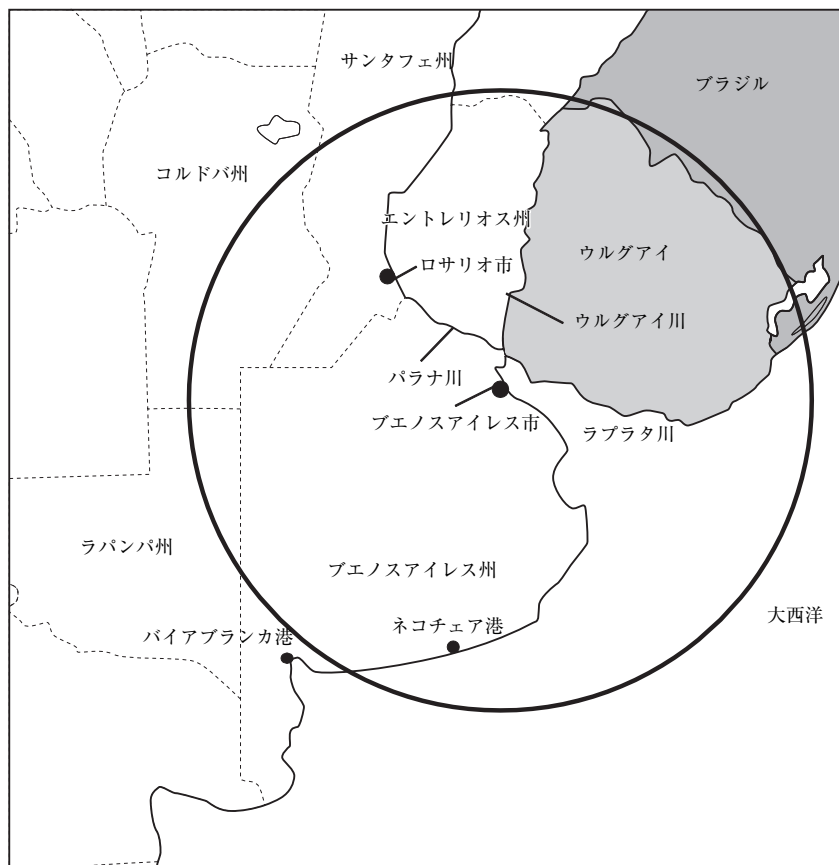 サンタフェ州
ブラジル
コルドバ州
エントレリオス州
ウルグアイ
ロサリオ市
ウルグアイ川
パラナ川
ブエノスアイレス市
ラプラタ川
ラパンパ州
ブエノスアイレス州
大西洋
ネコチェア港
バイアブランカ港